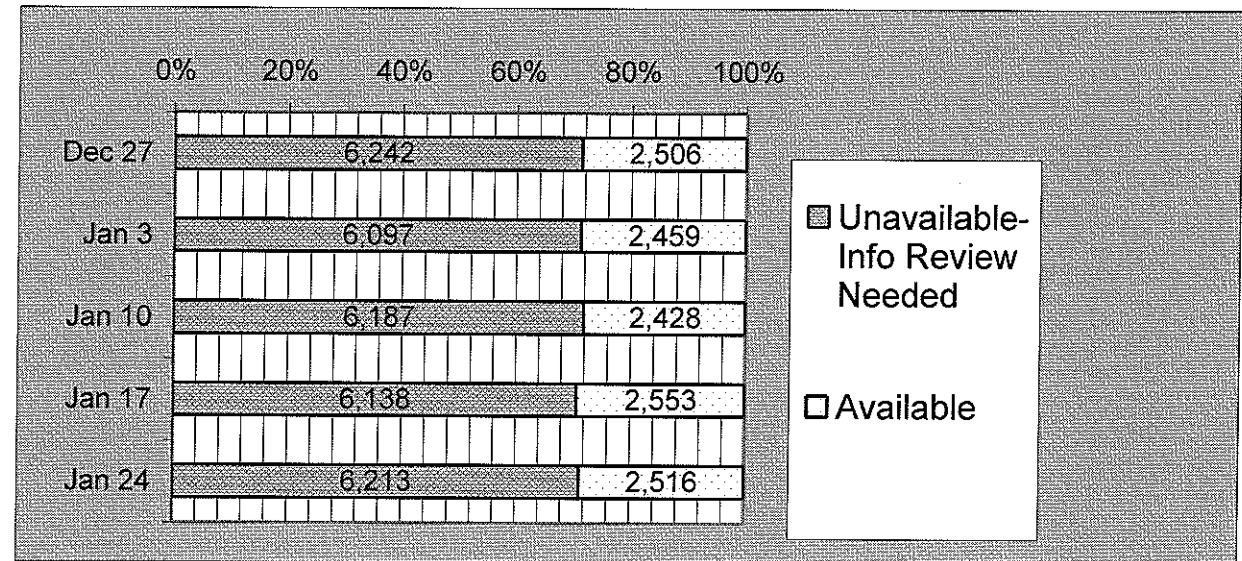 0% 20% 40% 60% 80% 100%
Dec 27 6,242 2,506
Jan 3 6,097 2,459
Jan 10 6,187 2,428
Jan 17 6,138 2,553
Jan 24 6,213 2,516
Unavailable-
Info Review
Needed
Available